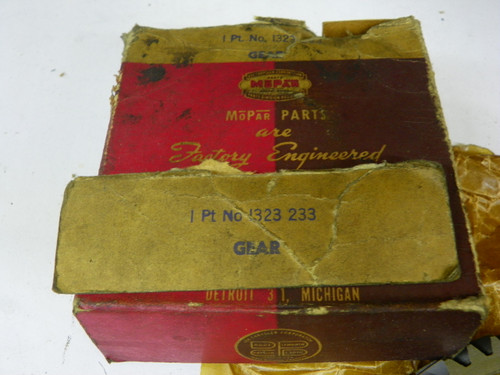 1 Pt. No. 1323
GEAR
MOPAR
MOPAR PARTS
are
Factory Engineered
1 Pt No 1323 233
GEAR
DETROIT 31, MICHIGAN